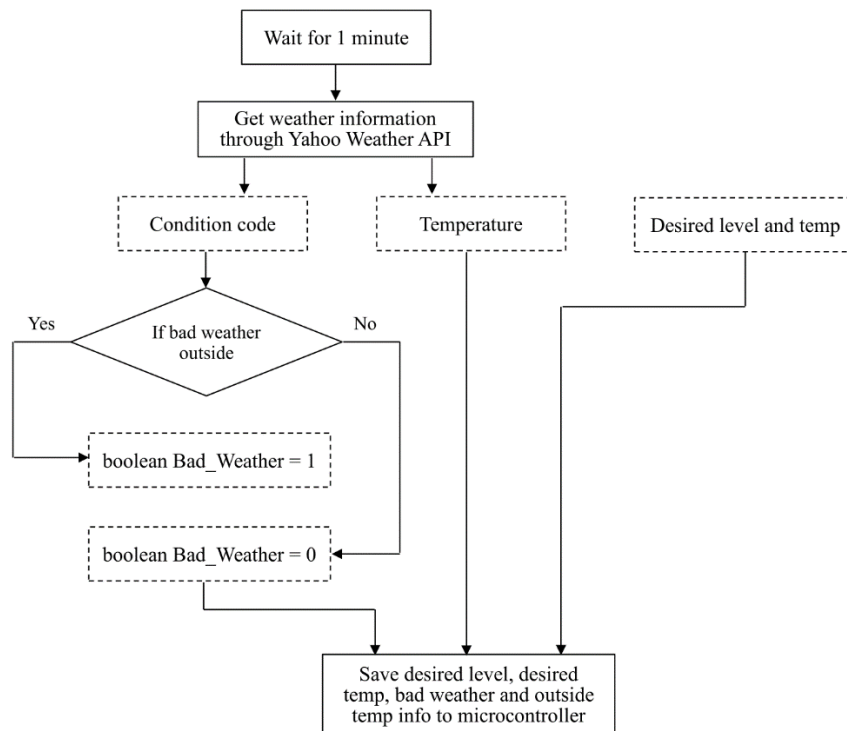 Wait for 1 minute
Get weather information
through Yahoo Weather API
Condition code
Temperature
Desired level and temp
Yes
If bad weather
outside
No
boolean Bad_Weather = 1
boolean Bad_Weather = 0
Save desired level, desired
temp, bad weather and outside
temp info to microcontroller